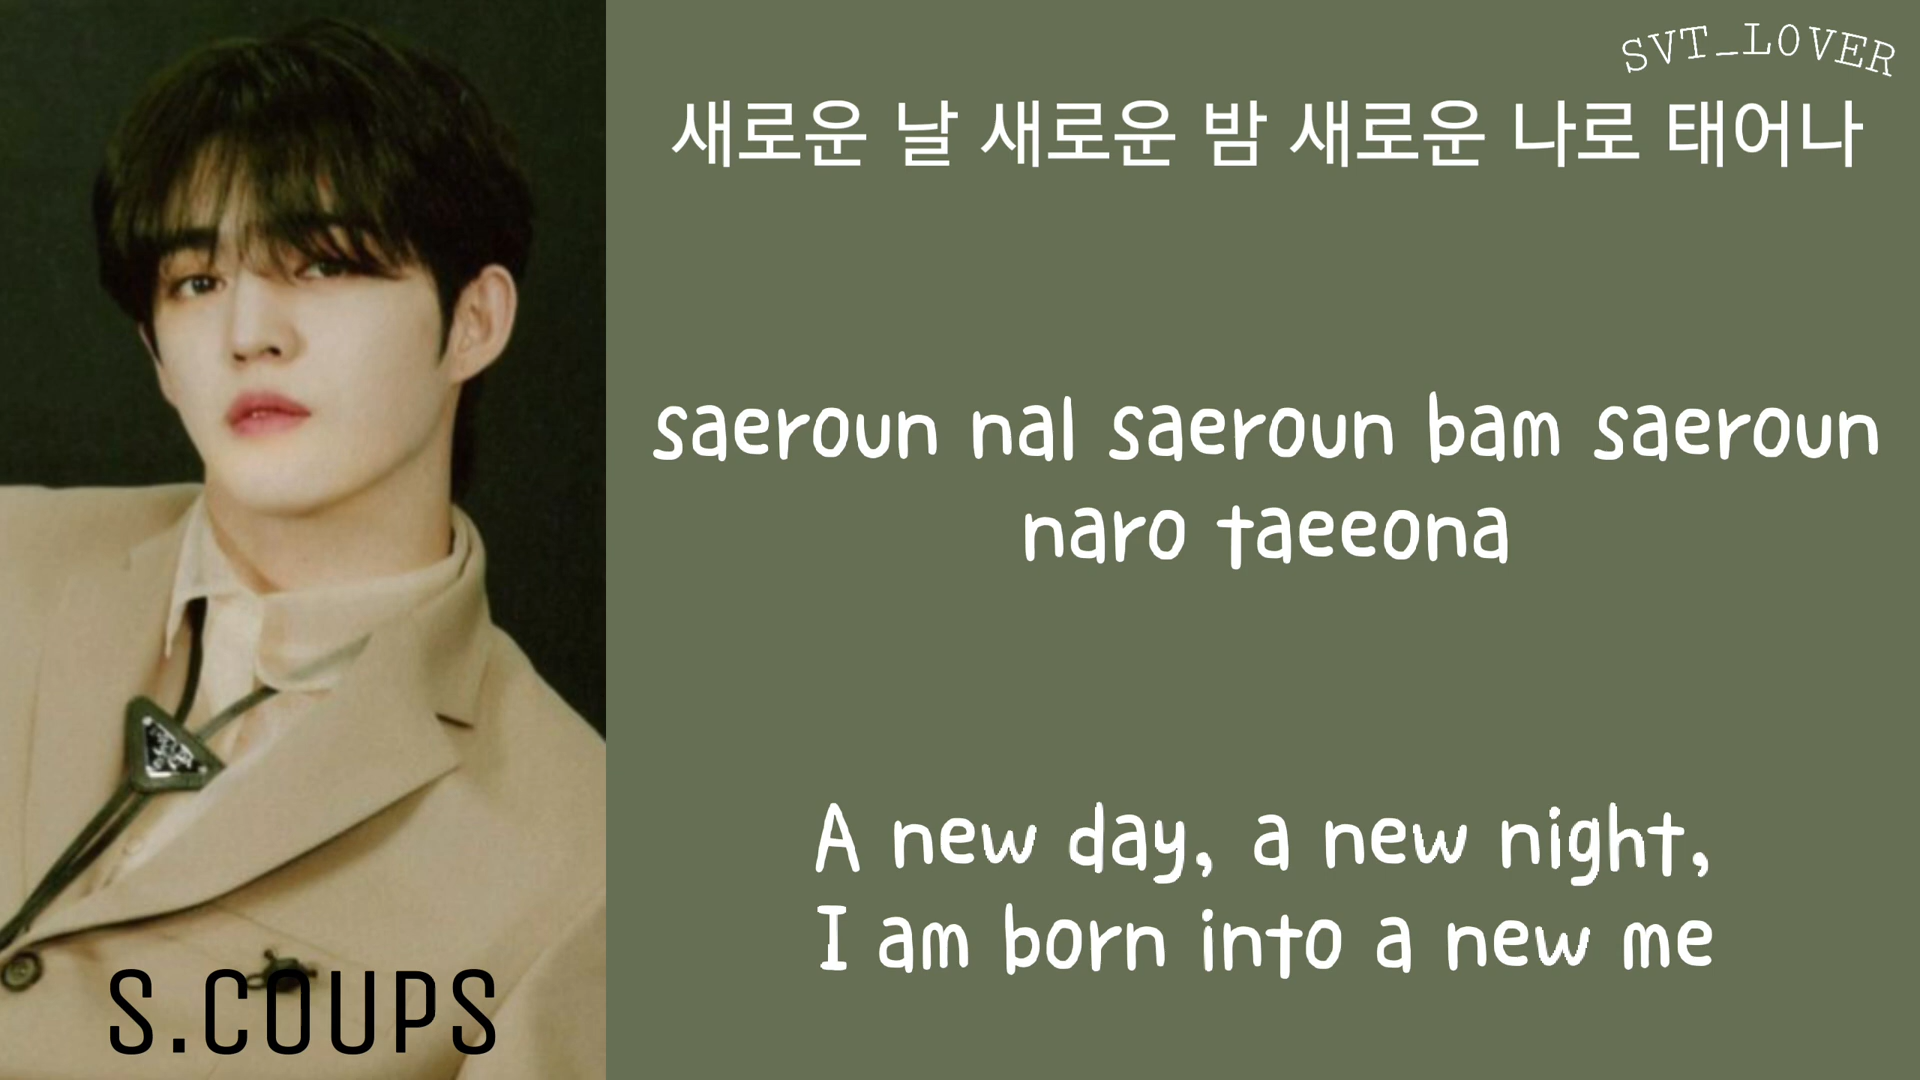 SVT_LOVER
새로운 날 새로운 밤 새로운 나로 태어나
saeroun nal saeroun bam saeroun
naro taeeona
A new day, a new night,
I am born into a new me
S.COUPS